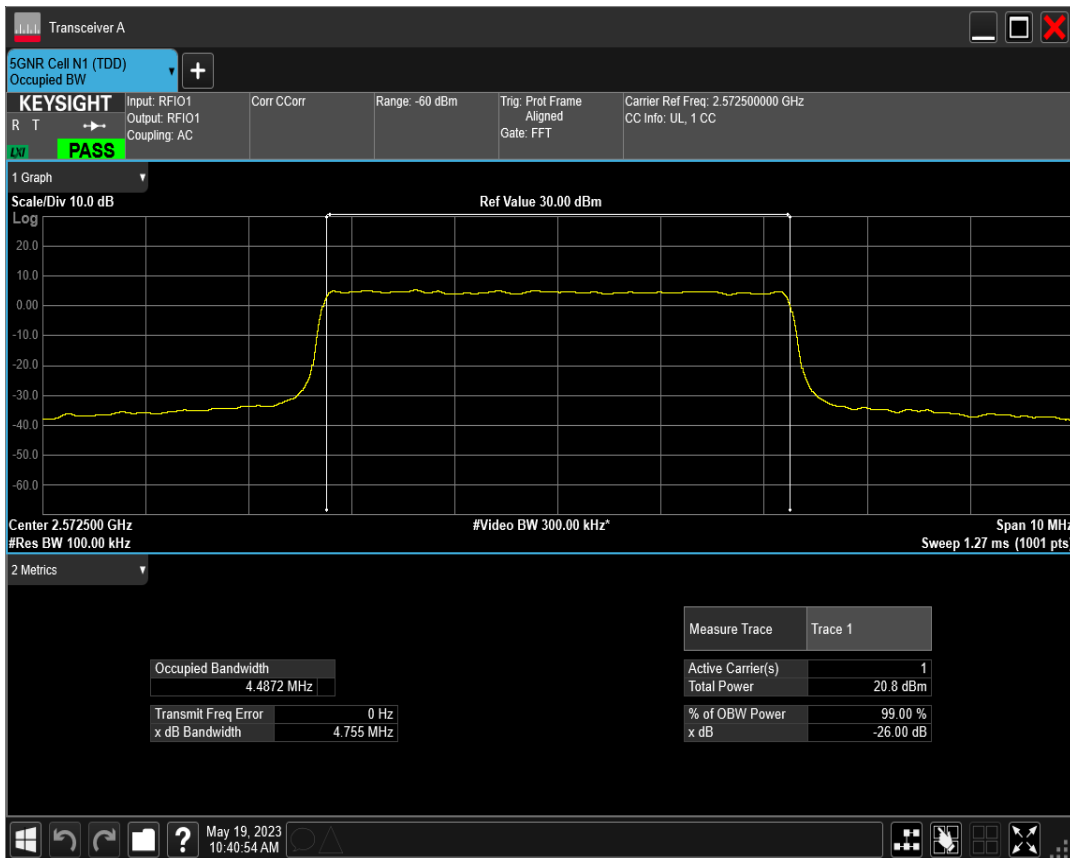 Transceiver A
5GNR Cell N1 (TDD)
Occupied BW
KEYSIGHT
R T
LXI
PASS
Input: RFIO1
Output: RFIO1
Coupling: AC
Corr CCorr
Range: -60 dBm
Trig: Prot Frame
Aligned
Gate: FFT
Carrier Ref Freq: 2.572500000 GHz
CC Info: UL, 1 CC
1 Graph
Scale/Div 10.0 dB
Ref Value 30.00 dBm
Log
20.0
10.0
0.00
-10.0
-20.0
-30.0
-40.0
-50.0
-60.0
Center 2.572500 GHz
#Video BW 300.00 kHz*
Span 10 MHz
#Res BW 100.00 kHz
Sweep 1.27 ms (1001 pts)
2 Metrics
Measure Trace Trace 1
Occupied Bandwidth
4.4872 MHz
Active Carrier(s) 1
Total Power 20.8 dBm
Transmit Freq Error 0 Hz
x dB Bandwidth 4.755 MHz
% of OBW Power 99.00 %
x dB -26.00 dB
?
May 19, 2023
10:40:54 AM